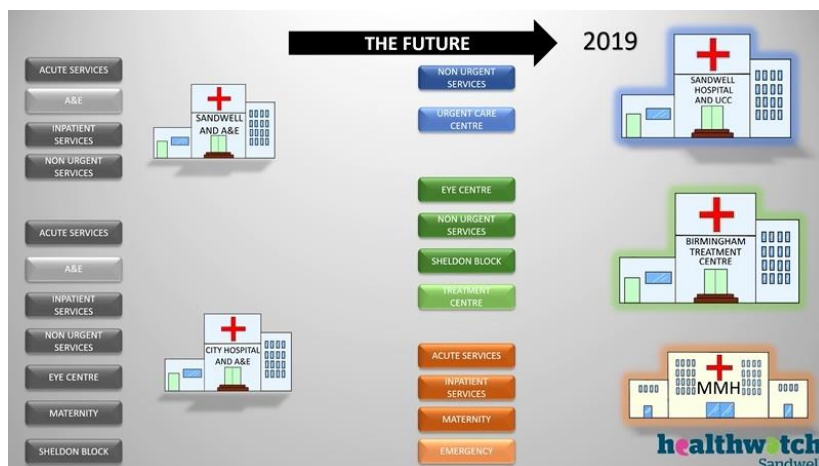 THE FUTURE
2019
ACUTE SERVICES
A&E
INPATIENT
SERVICES
NON URGENT
SERVICES
SANDWELL
AND A&E
NON URGENT
SERVICES
URGENT CARE
CENTRE
SANDWELL
HOSPITAL
AND UCC
ACUTE SERVICES
A&E
INPATIENT
SERVICES
NON URGENT
SERVICES
EYE CENTRE
MATERNITY
SHELDON BLOCK
CITY HOSPITAL
AND A&E
EYE CENTRE
NON URGENT
SERVICES
SHELDON BLOCK
TREATMENT
CENTRE
BIRMINGHAM
TREATMENT
CENTRE
ACUTE SERVICES
INPATIENT
SERVICES
MATERNITY
EMERGENCY
MMH
healthwatch
Sandwell